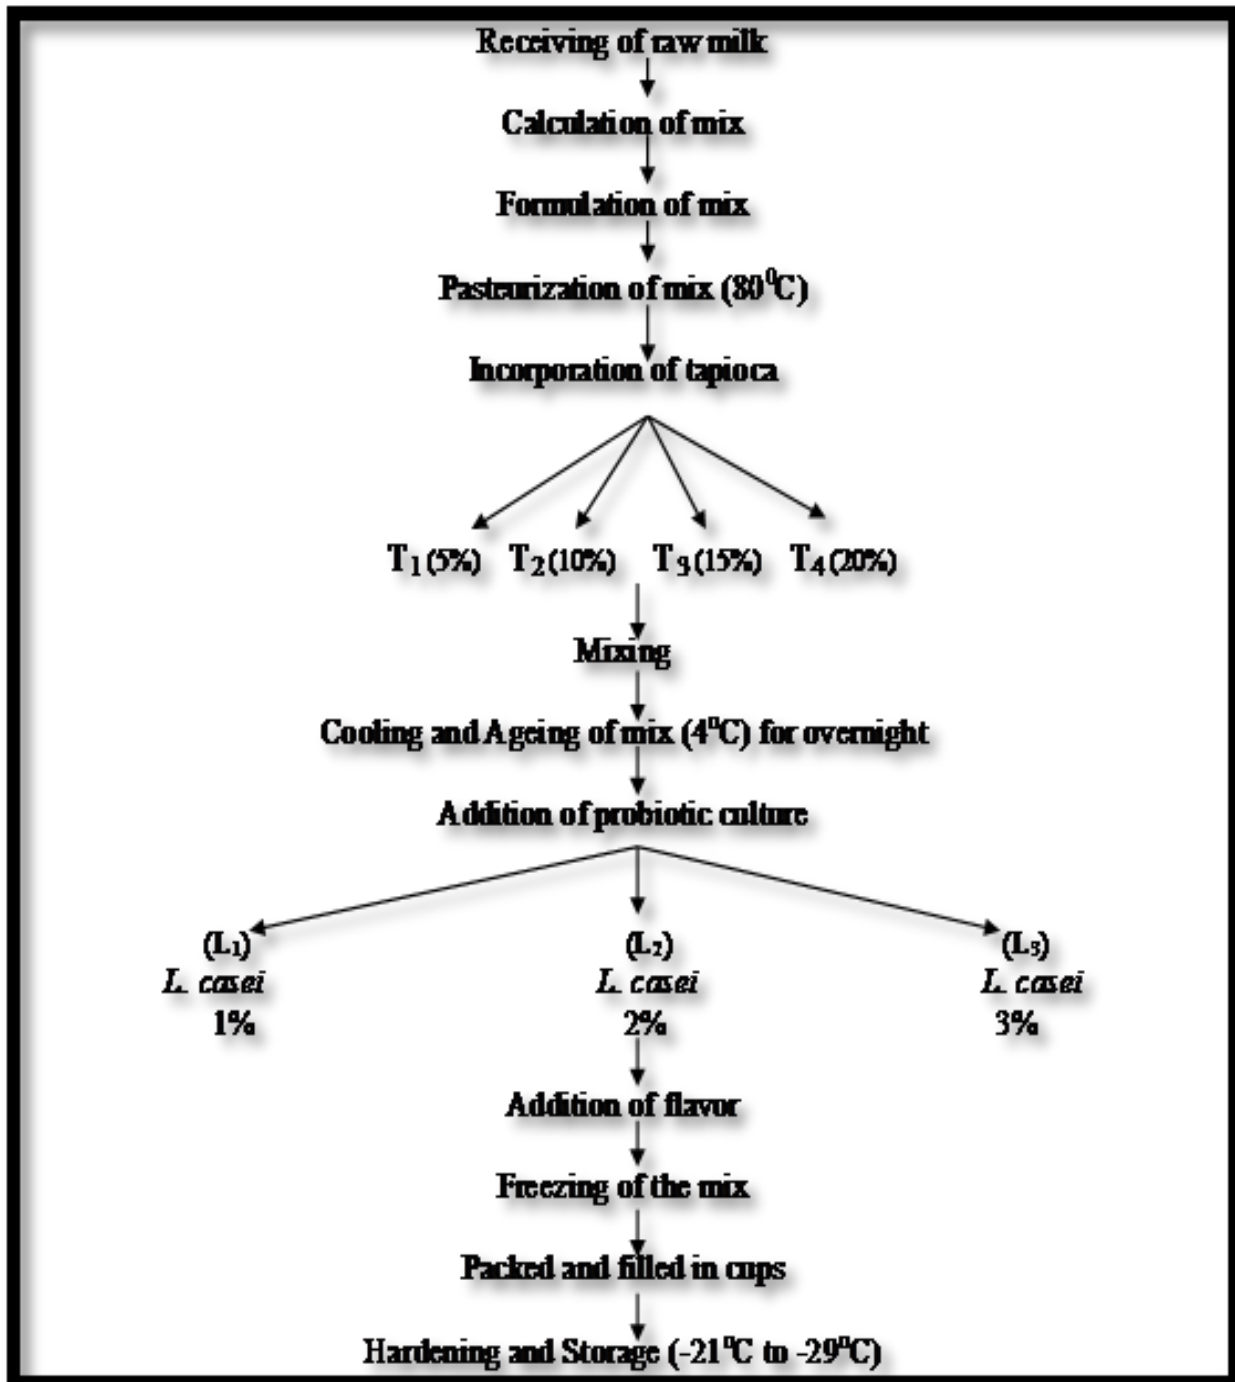 Receiving of raw milk
Calculation of mix
Formulation of mix
Pasteurization of mix (80⁰C)
Incorporation of tapioca
T₁ (5%) T₂ (10%) T₃ (15%) T₄ (20%)
Mixing
Cooling and Ageing of mix (4⁰C) for overnight
Addition of probiotic culture
(L₁) (L₂) (L₃)
L. casei L. casei L. casei
1% 2% 3%
Addition of flavor
Freezing of the mix
Packed and filled in cups
Hardening and Storage (-21⁰C to -29⁰C)